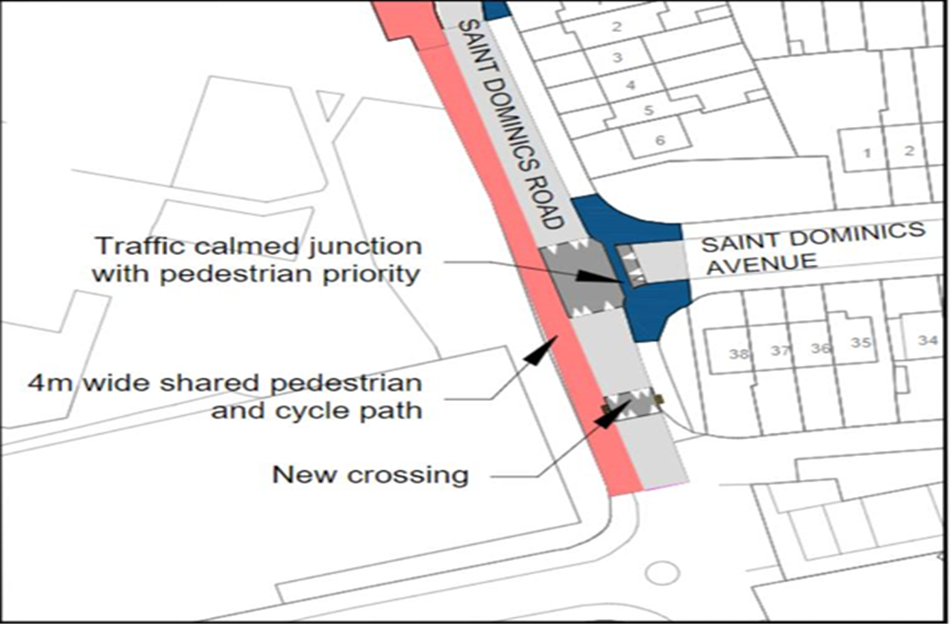 2
3
4
5
6
1 2
SAINT DOMINICS ROAD
SAINT DOMINICS
AVENUE
Traffic calmed junction
with pedestrian priority
38 37 36 35 34
4m wide shared pedestrian
and cycle path
New crossing